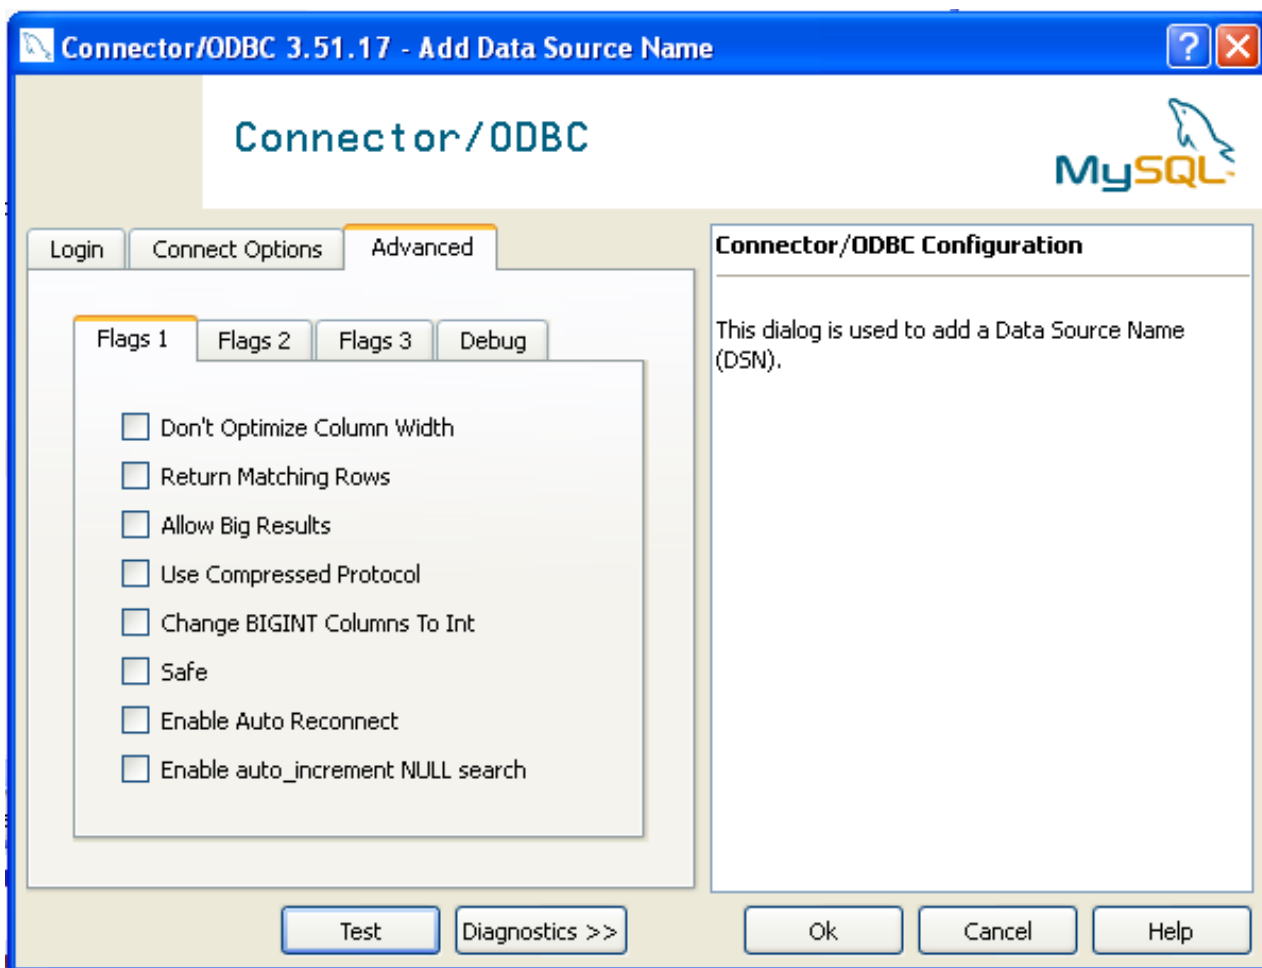 Connector/ODBC 3.51.17 - Add Data Source Name
?
Connector/ODBC
MySQL
Login
Connect Options
Advanced
Flags 1
Flags 2
Flags 3
Debug
Don't Optimize Column Width
Return Matching Rows
Allow Big Results
Use Compressed Protocol
Change BIGINT Columns To Int
Safe
Enable Auto Reconnect
Enable auto_increment NULL search
Connector/ODBC Configuration
This dialog is used to add a Data Source Name
(DSN).
Test
Diagnostics >>
Ok
Cancel
Help